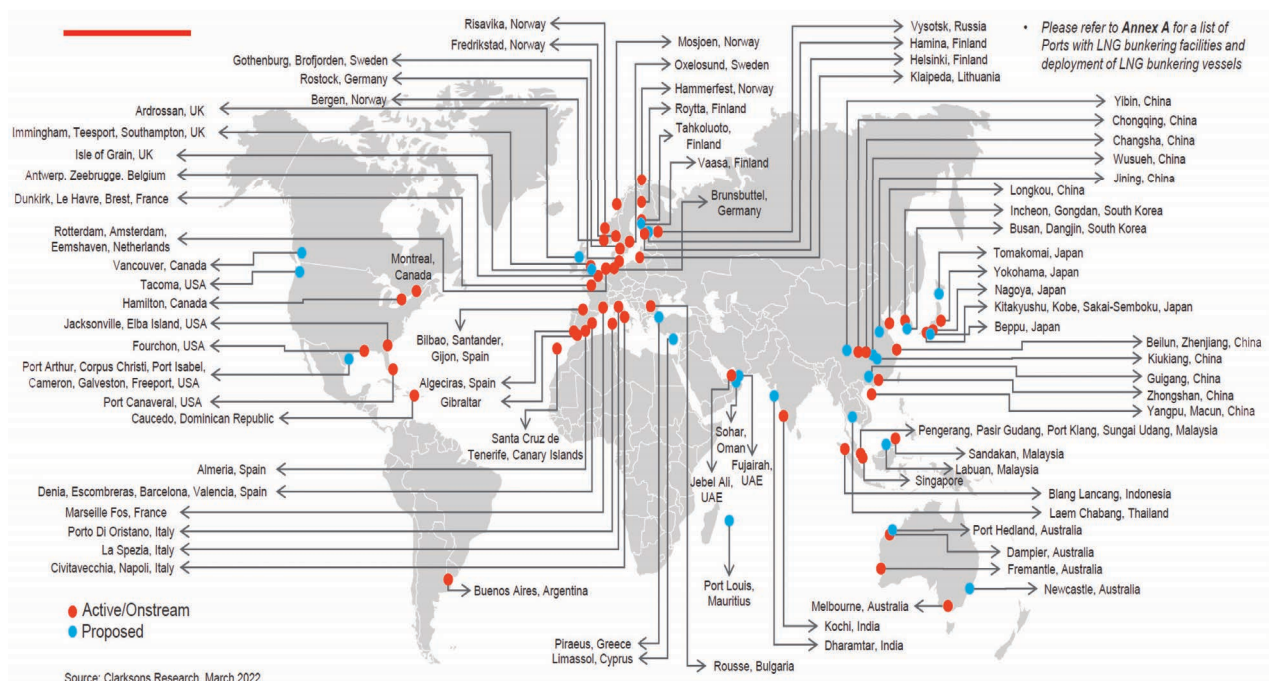 Risavika, Norway
Fredrikstad, Norway
Gothenburg, Brofjorden, Sweden
Rostock, Germany
Bergen, Norway
Ardrossan, UK
Immingham, Teesport, Southampton, UK
Isle of Grain, UK
Antwerp. Zeebrugge. Belgium
Dunkirk, Le Havre, Brest, France
Rotterdam, Amsterdam,
Eemshaven, Netherlands
Vancouver, Canada
Tacoma, USA
Montreal,
Canada
Hamilton, Canada
Jacksonville, Elba Island, USA
Fourchon, USA
Port Arthur, Corpus Christi, Port Isabel,
Cameron, Galveston, Freeport, USA
Port Canaveral, USA
Caucedo, Dominican Republic
Bilbao, Santander,
Gijon, Spain
Algeciras, Spain
Gibraltar
Santa Cruz de
Tenerife, Canary Islands
Almeria, Spain
Denia, Escombreras, Barcelona, Valencia, Spain
Marseille Fos, France
Porto Di Oristano, Italy
La Spezia, Italy
Civitavecchia, Napoli, Italy
Buenos Aires, Argentina
Active/Onstream
Proposed
Source: Clarksons Research, March 2022
Mosjoen, Norway
Oxelosund, Sweden
Hammerfest, Norway
Roytta, Finland
Tahkoluoto,
Finland
Vaasa, Finland
Brunsbuttel,
Germany
Vysotsk, Russia
Hamina, Finland
Helsinki, Finland
Klaipeda, Lithuania
• Please refer to Annex A for a list of
Ports with LNG bunkering facilities and
deployment of LNG bunkering vessels
Yibin, China
Chongqing, China
Changsha, China
Wusueh, China
Jining, China
Longkou, China
Incheon, Gongdan, South Korea
Busan, Dangjin, South Korea
Tomakomai, Japan
Yokohama, Japan
Nagoya, Japan
Kitakyushu, Kobe, Sakai-Semboku, Japan
Beppu, Japan
Beilun, Zhenjiang, China
Kiukiang, China
Guigang, China
Zhongshan, China
Yangpu, Macun, China
Pengerang, Pasir Gudang, Port Klang, Sungai Udang, Malaysia
Sandakan, Malaysia
Labuan, Malaysia
Singapore
Blang Lancang, Indonesia
Laem Chabang, Thailand
Port Hedland, Australia
Dampier, Australia
Fremantle, Australia
Newcastle, Australia
Melbourne, Australia
Sohar,
Oman
Fujairah,
UAE
Jebel Ali,
UAE
Port Louis,
Mauritius
Kochi, India
Dharamtar, India
Piraeus, Greece
Limassol, Cyprus
Rousse, Bulgaria